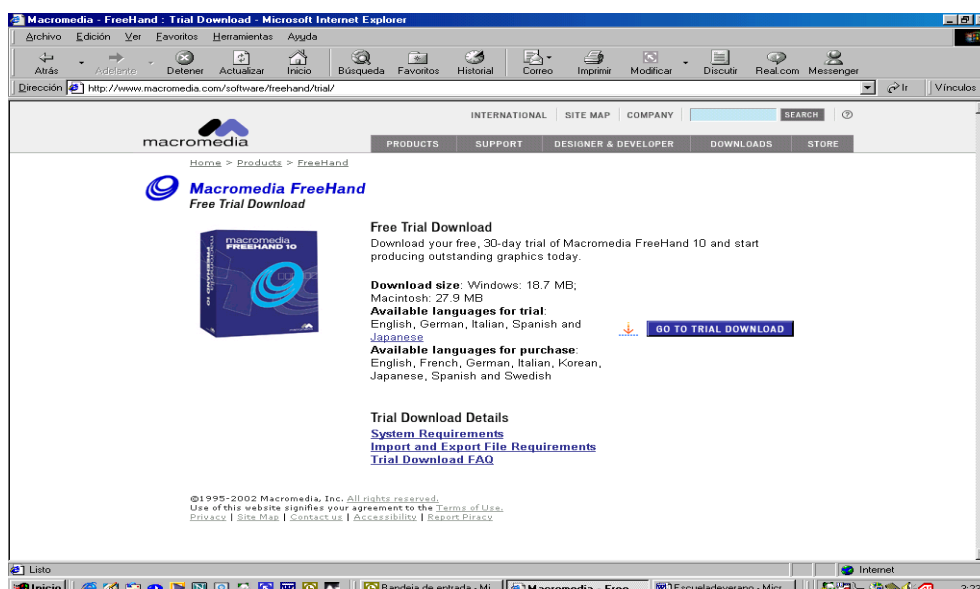 Macromedia - FreeHand : Trial Download - Microsoft Internet Explorer
Archivo Edición Ver Favoritos Herramientas Ayuda
Atrás Adelante Detener Actualizar Inicio Búsqueda Favoritos Historial Correo Imprimir Modificar Discutir Real.com Messenger
Dirección http://www.macromedia.com/software/freehand/trial/ Ir Vínculos
INTERNATIONAL SITE MAP COMPANY SEARCH ?
macromedia
PRODUCTS SUPPORT DESIGNER & DEVELOPER DOWNLOADS STORE
Home > Products > FreeHand
Macromedia FreeHand
Free Trial Download
macromedia
FREEHAND 10
MACROMEDIA
FREEHAND 10
Free Trial Download
Download your free, 30-day trial of Macromedia FreeHand 10 and start
producing outstanding graphics today.
Download size: Windows: 18.7 MB;
Macintosh: 27.9 MB
Available languages for trial:
English, German, Italian, Spanish and
Japanese
GO TO TRIAL DOWNLOAD
Available languages for purchase:
English, French, German, Italian, Korean,
Japanese, Spanish and Swedish
Trial Download Details
System Requirements
Import and Export File Requirements
Trial Download FAQ
©1995-2002 Macromedia, Inc. All rights reserved.
Use of this website signifies your agreement to the Terms of Use.
Privacy | Site Map | Contact us | Accessibility | Report Piracy
Listo Internet
Inicio Bandeja de entrada - Mi... Macromedia - Free... Escueladeverano - Micr...